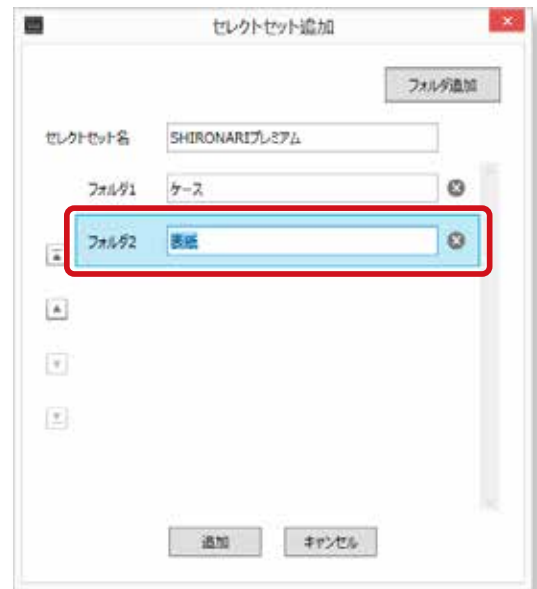 セレクトセット追加
フォルダ追加
セレクトセット名 SHIRONARIプレミアム
フォルダ1 ケース
フォルダ2 表紙
追加 キャンセル